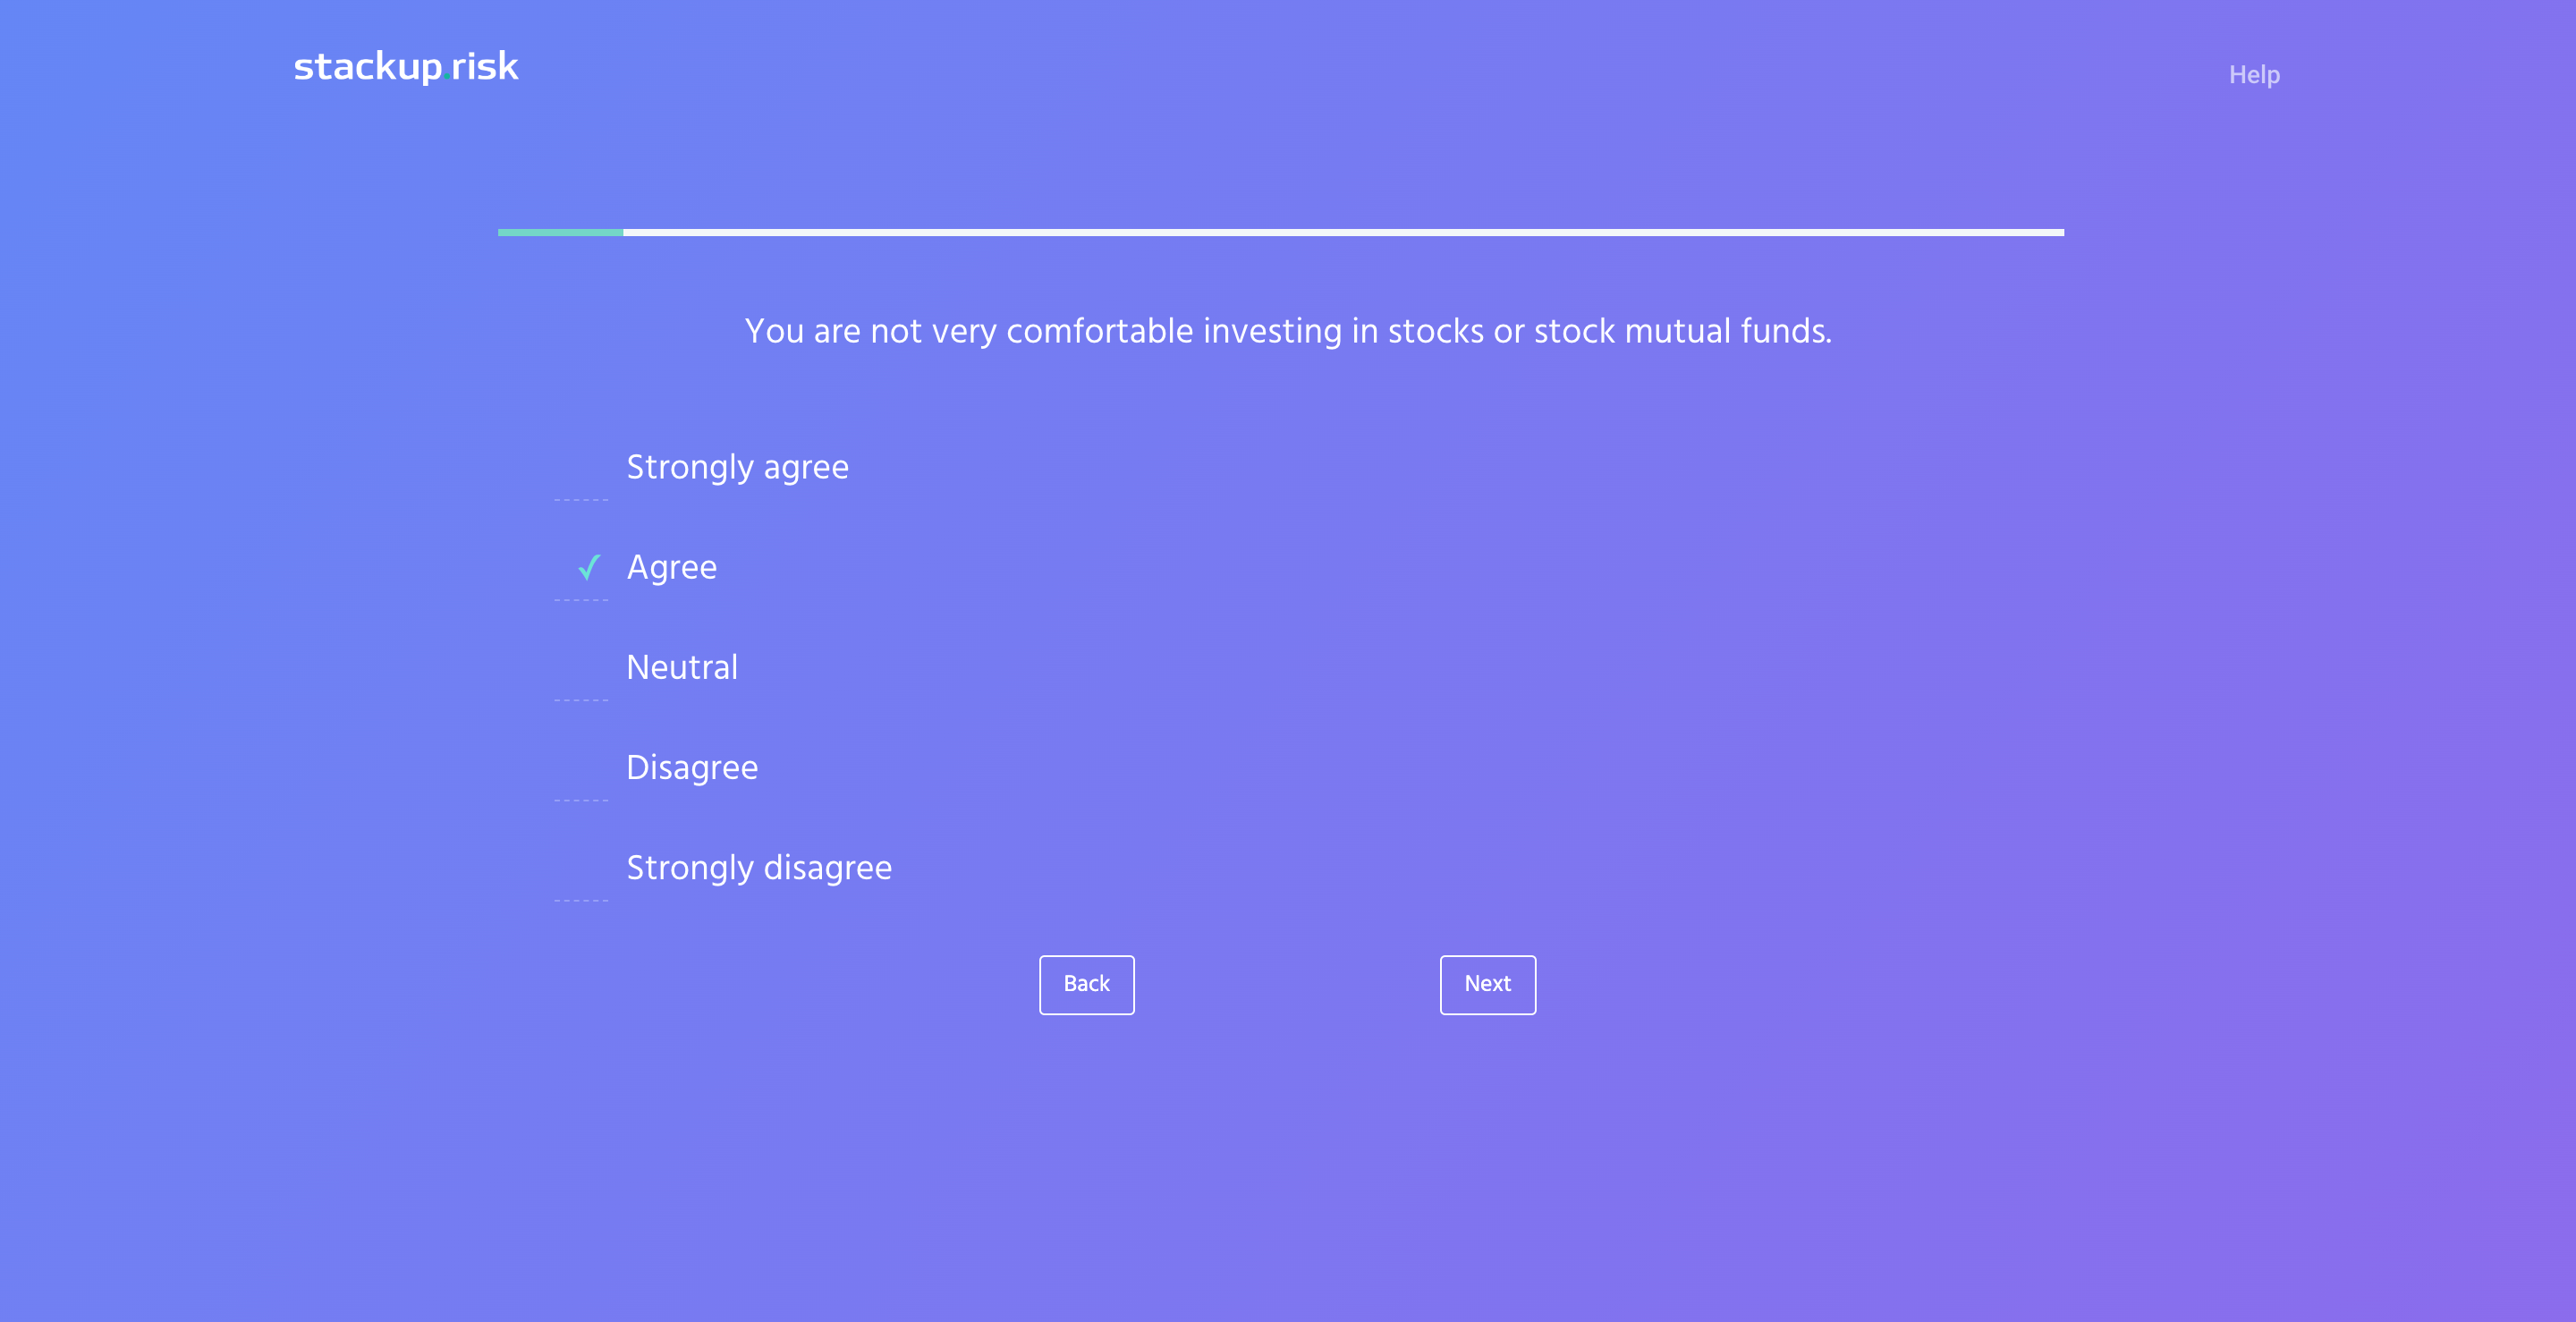 stackup.risk
Help
You are not very comfortable investing in stocks or stock mutual funds.
Strongly agree
Agree
Neutral
Disagree
Strongly disagree
Back
Next